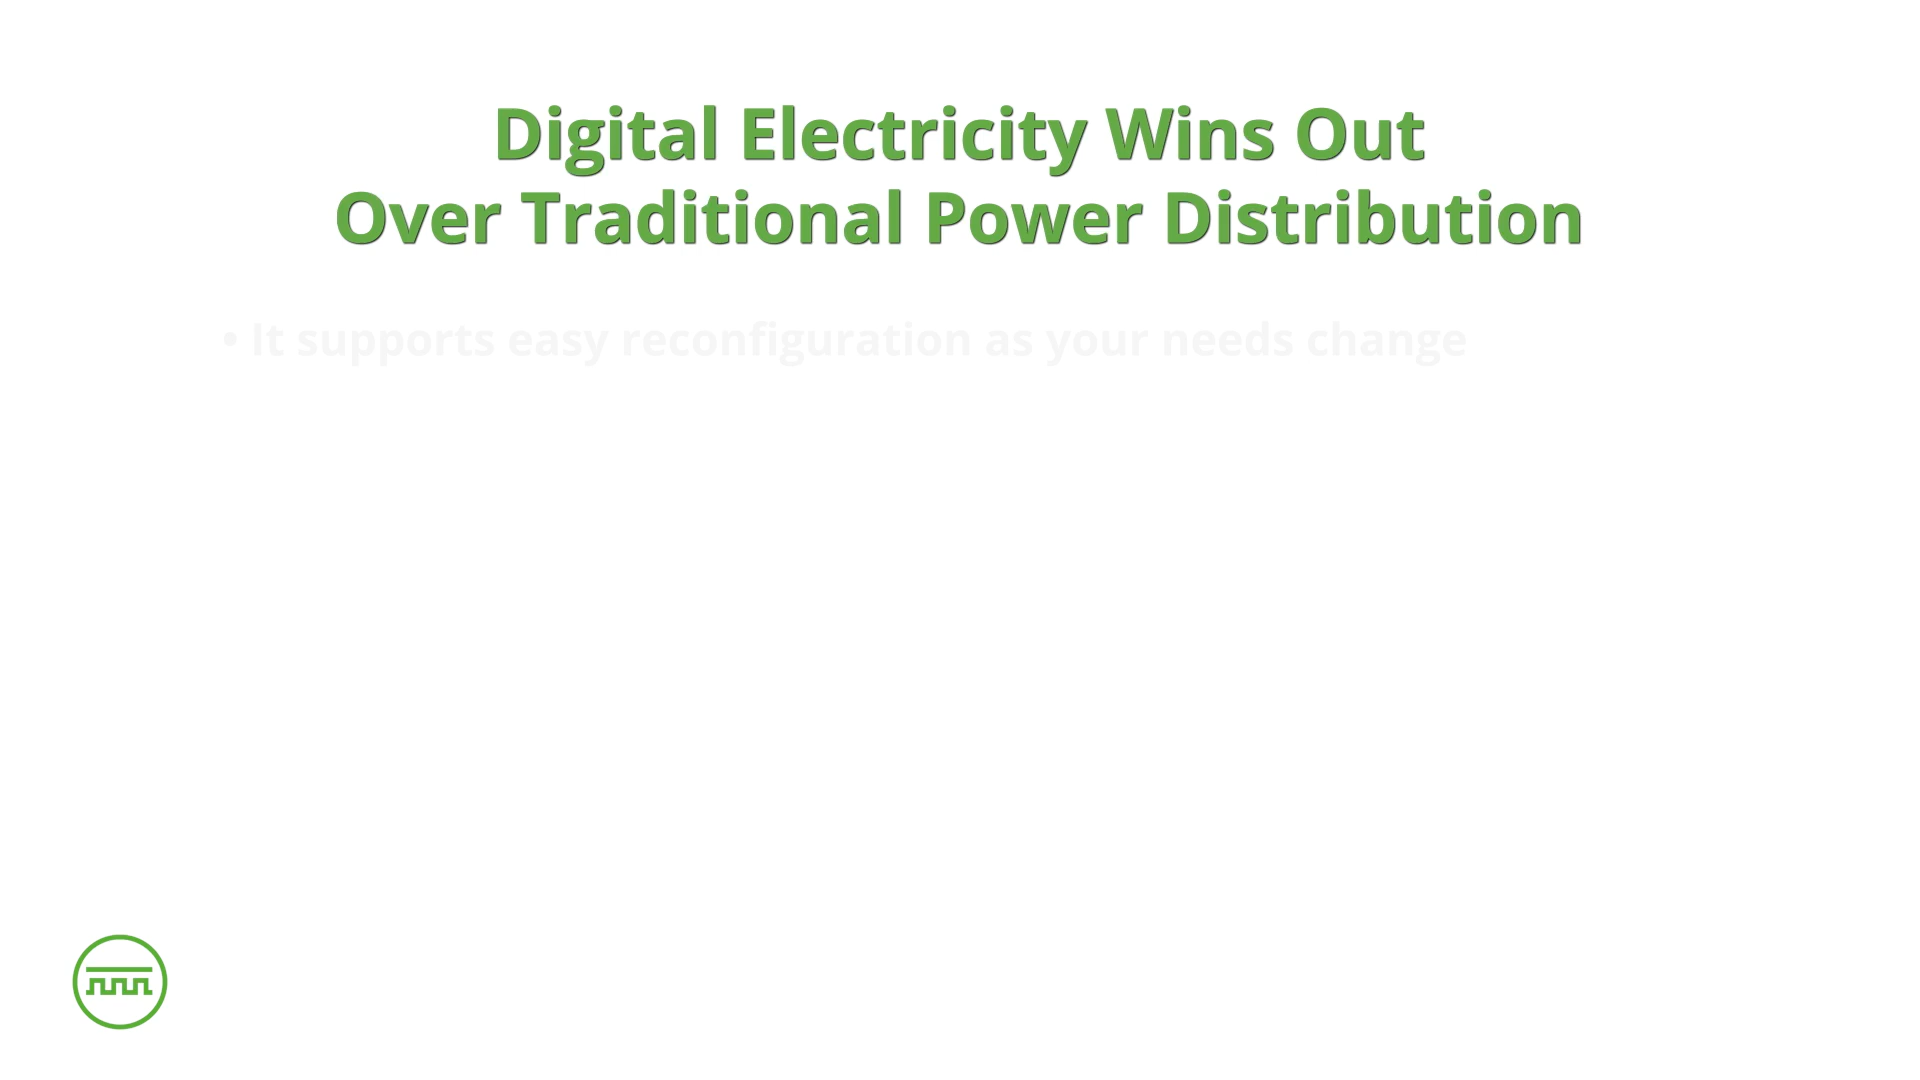 Digital Electricity Wins Out
Over Traditional Power Distribution
• It supports easy reconfiguration as your needs change